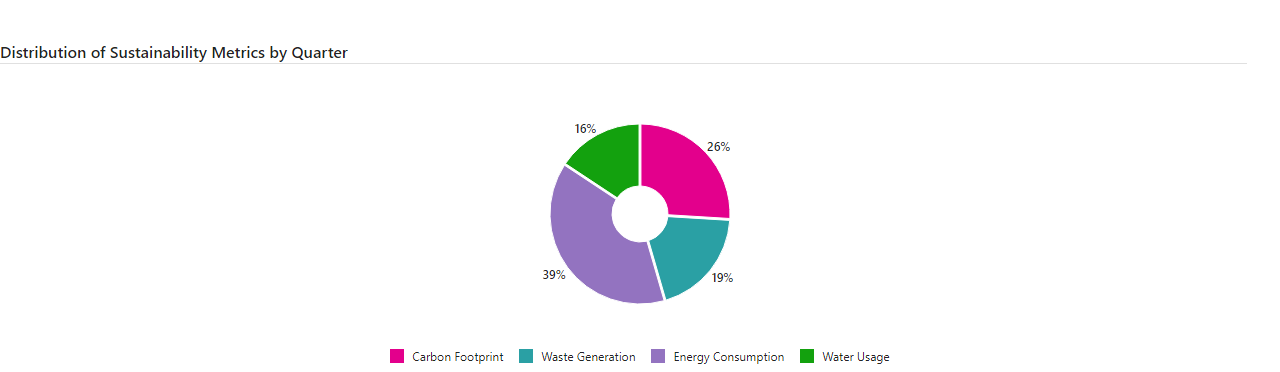 Distribution of Sustainability Metrics by Quarter
16%
26%
39%
19%
Carbon Footprint Waste Generation Energy Consumption Water Usage